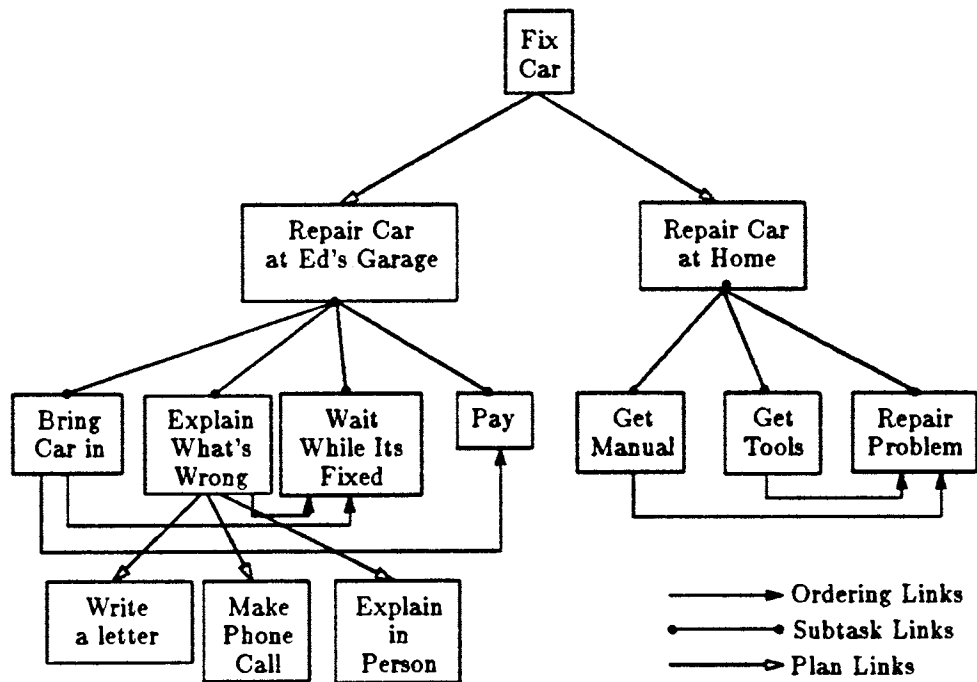 Fix
Car
Repair Car
at Ed's Garage
Repair Car
at Home
Bring
Car in
Explain
What's
Wrong
Wait
While Its
Fixed
Pay
Get
Manual
Get
Tools
Repair
Problem
Write
a letter
Make
Phone
Call
Explain
in
Person
Ordering Links
Subtask Links
Plan Links